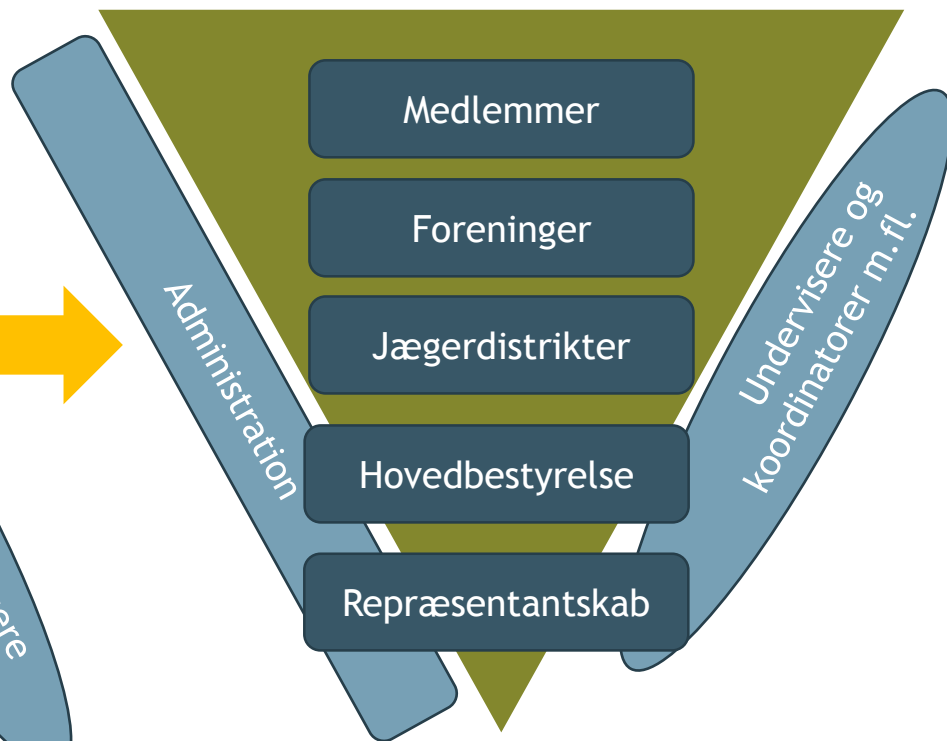 Medlemmer
Foreninger
Jægerdistrikter
Hovedbestyrelse
Repræsentantskab
Administration
Undervisere og
koordinatorer m.fl.